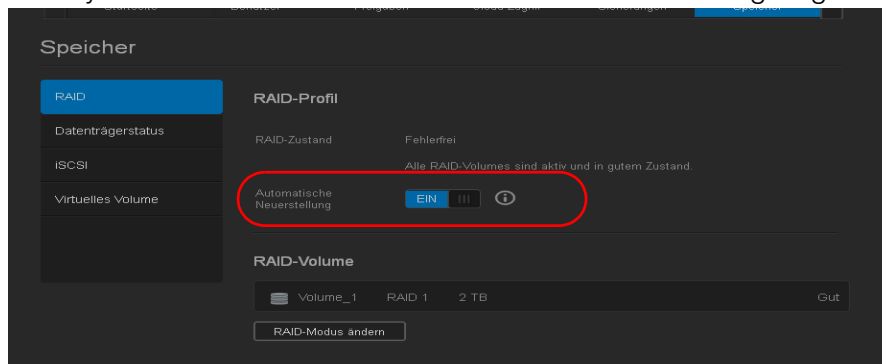 Speicher
RAID
Datenträgerstatus
iSCSI
Virtuelles Volume
RAID-Profil
RAID-Zustand Fehlerfrei
Alle RAID-Volumes sind aktiv und in gutem Zustand.
Automatische
Neuerstellung
EIN
RAID-Volume
Volume_1 RAID 1 2 TB Gut
RAID-Modus ändern